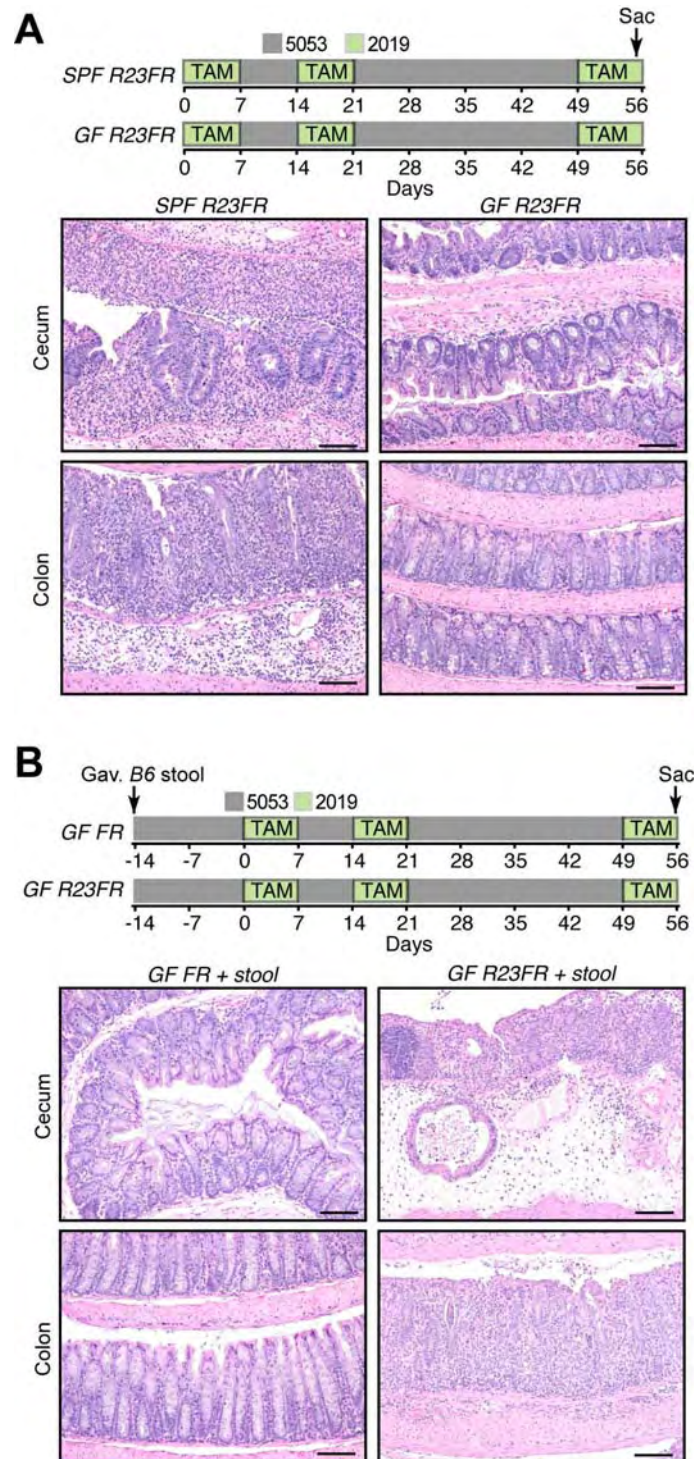 A
Sac
5053 2019
SPF R23FR TAM TAM TAM
0 7 14 21 28 35 42 49 56
GF R23FR TAM TAM TAM
0 7 14 21 28 35 42 49 56
Days
SPF R23FR GF R23FR
Cecum
Colon
B
Gav. B6 stool Sac
5053 2019
GF FR TAM TAM TAM
-14 -7 0 7 14 21 28 35 42 49 56
GF R23FR TAM TAM TAM
-14 -7 0 7 14 21 28 35 42 49 56
Days
GF FR + stool GF R23FR + stool
Cecum
Colon